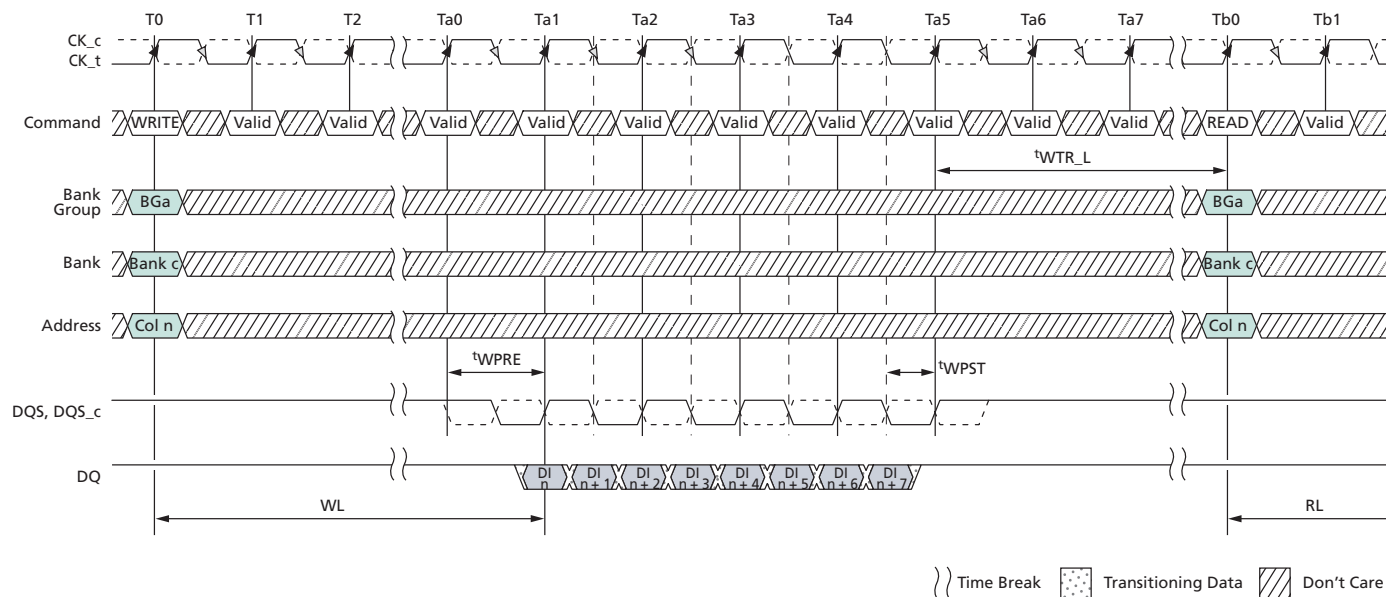 T0 T1 T2 Ta0 Ta1 Ta2 Ta3 Ta4 Ta5 Ta6 Ta7 Tb0 Tb1
CK_c
CK_t
Command WRITE Valid Valid Valid Valid Valid Valid Valid Valid Valid Valid READ Valid
tWTR_L
Bank
Group BGa BGa
Bank Bank c Bank c
Address Col n Col n
tWPRE tWPST
DQS, DQS_c
DQ DI DI DI DI DI DI DI DI
n n + 1 n + 2 n + 3 n + 4 n + 5 n + 6 n + 7
WL RL
Time Break Transitioning Data Don't Care